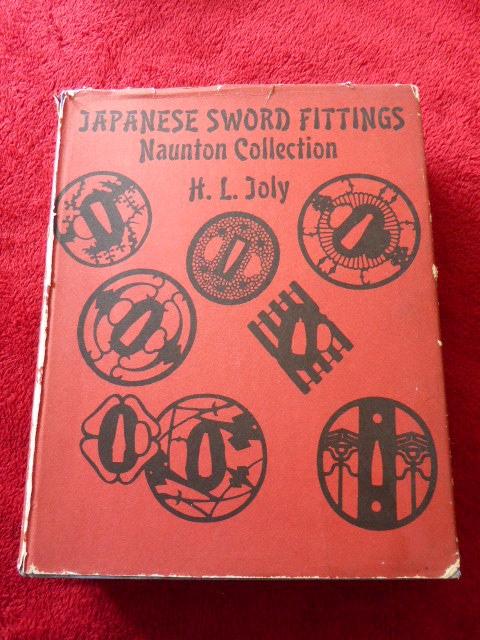 JAPANESE SWORD FITTINGS
Naunton Collection
H. L. Joly